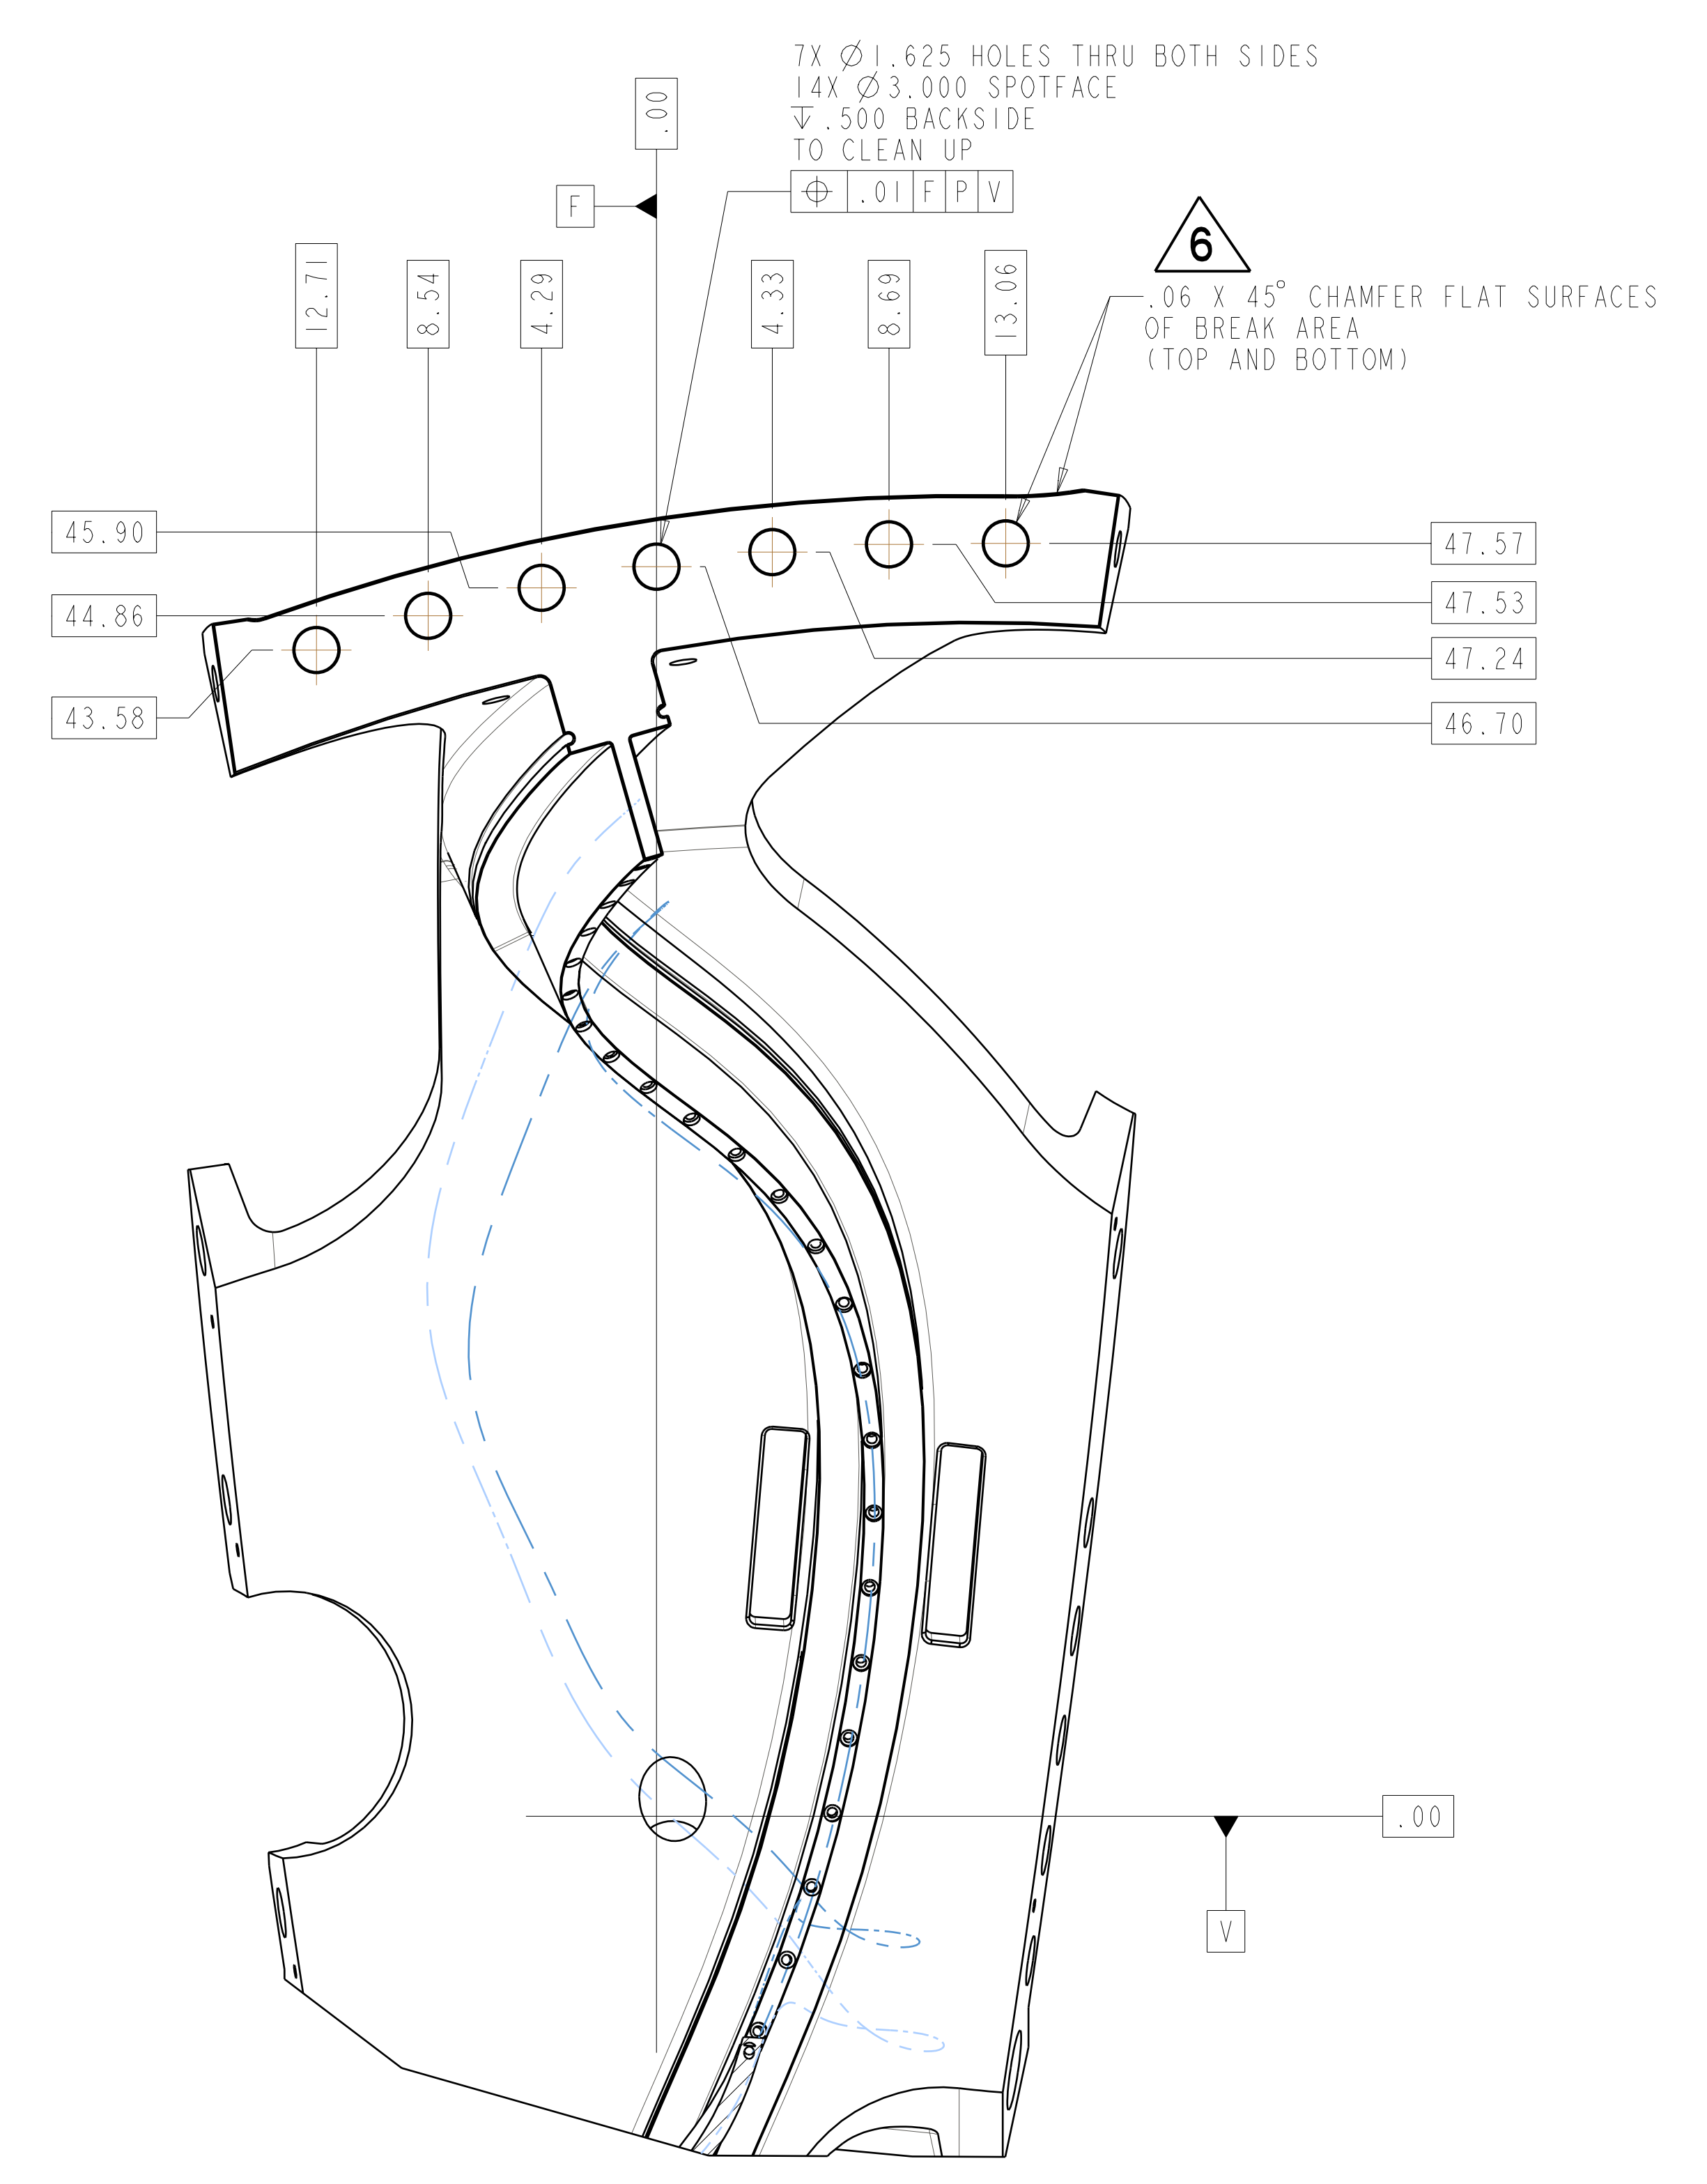 7X Ø1.625 HOLES THRU BOTH SIDES
14X Ø3.000 SPOTFACE
↧.500 BACKSIDE
TO CLEAN UP
⌖ .01 F P V
.00
F
6
.06 X 45° CHAMFER FLAT SURFACES
OF BREAK AREA
(TOP AND BOTTOM)
12.71
8.54
4.29
4.33
8.69
13.06
45.90
44.86
43.58
47.57
47.53
47.24
46.70
.00
V